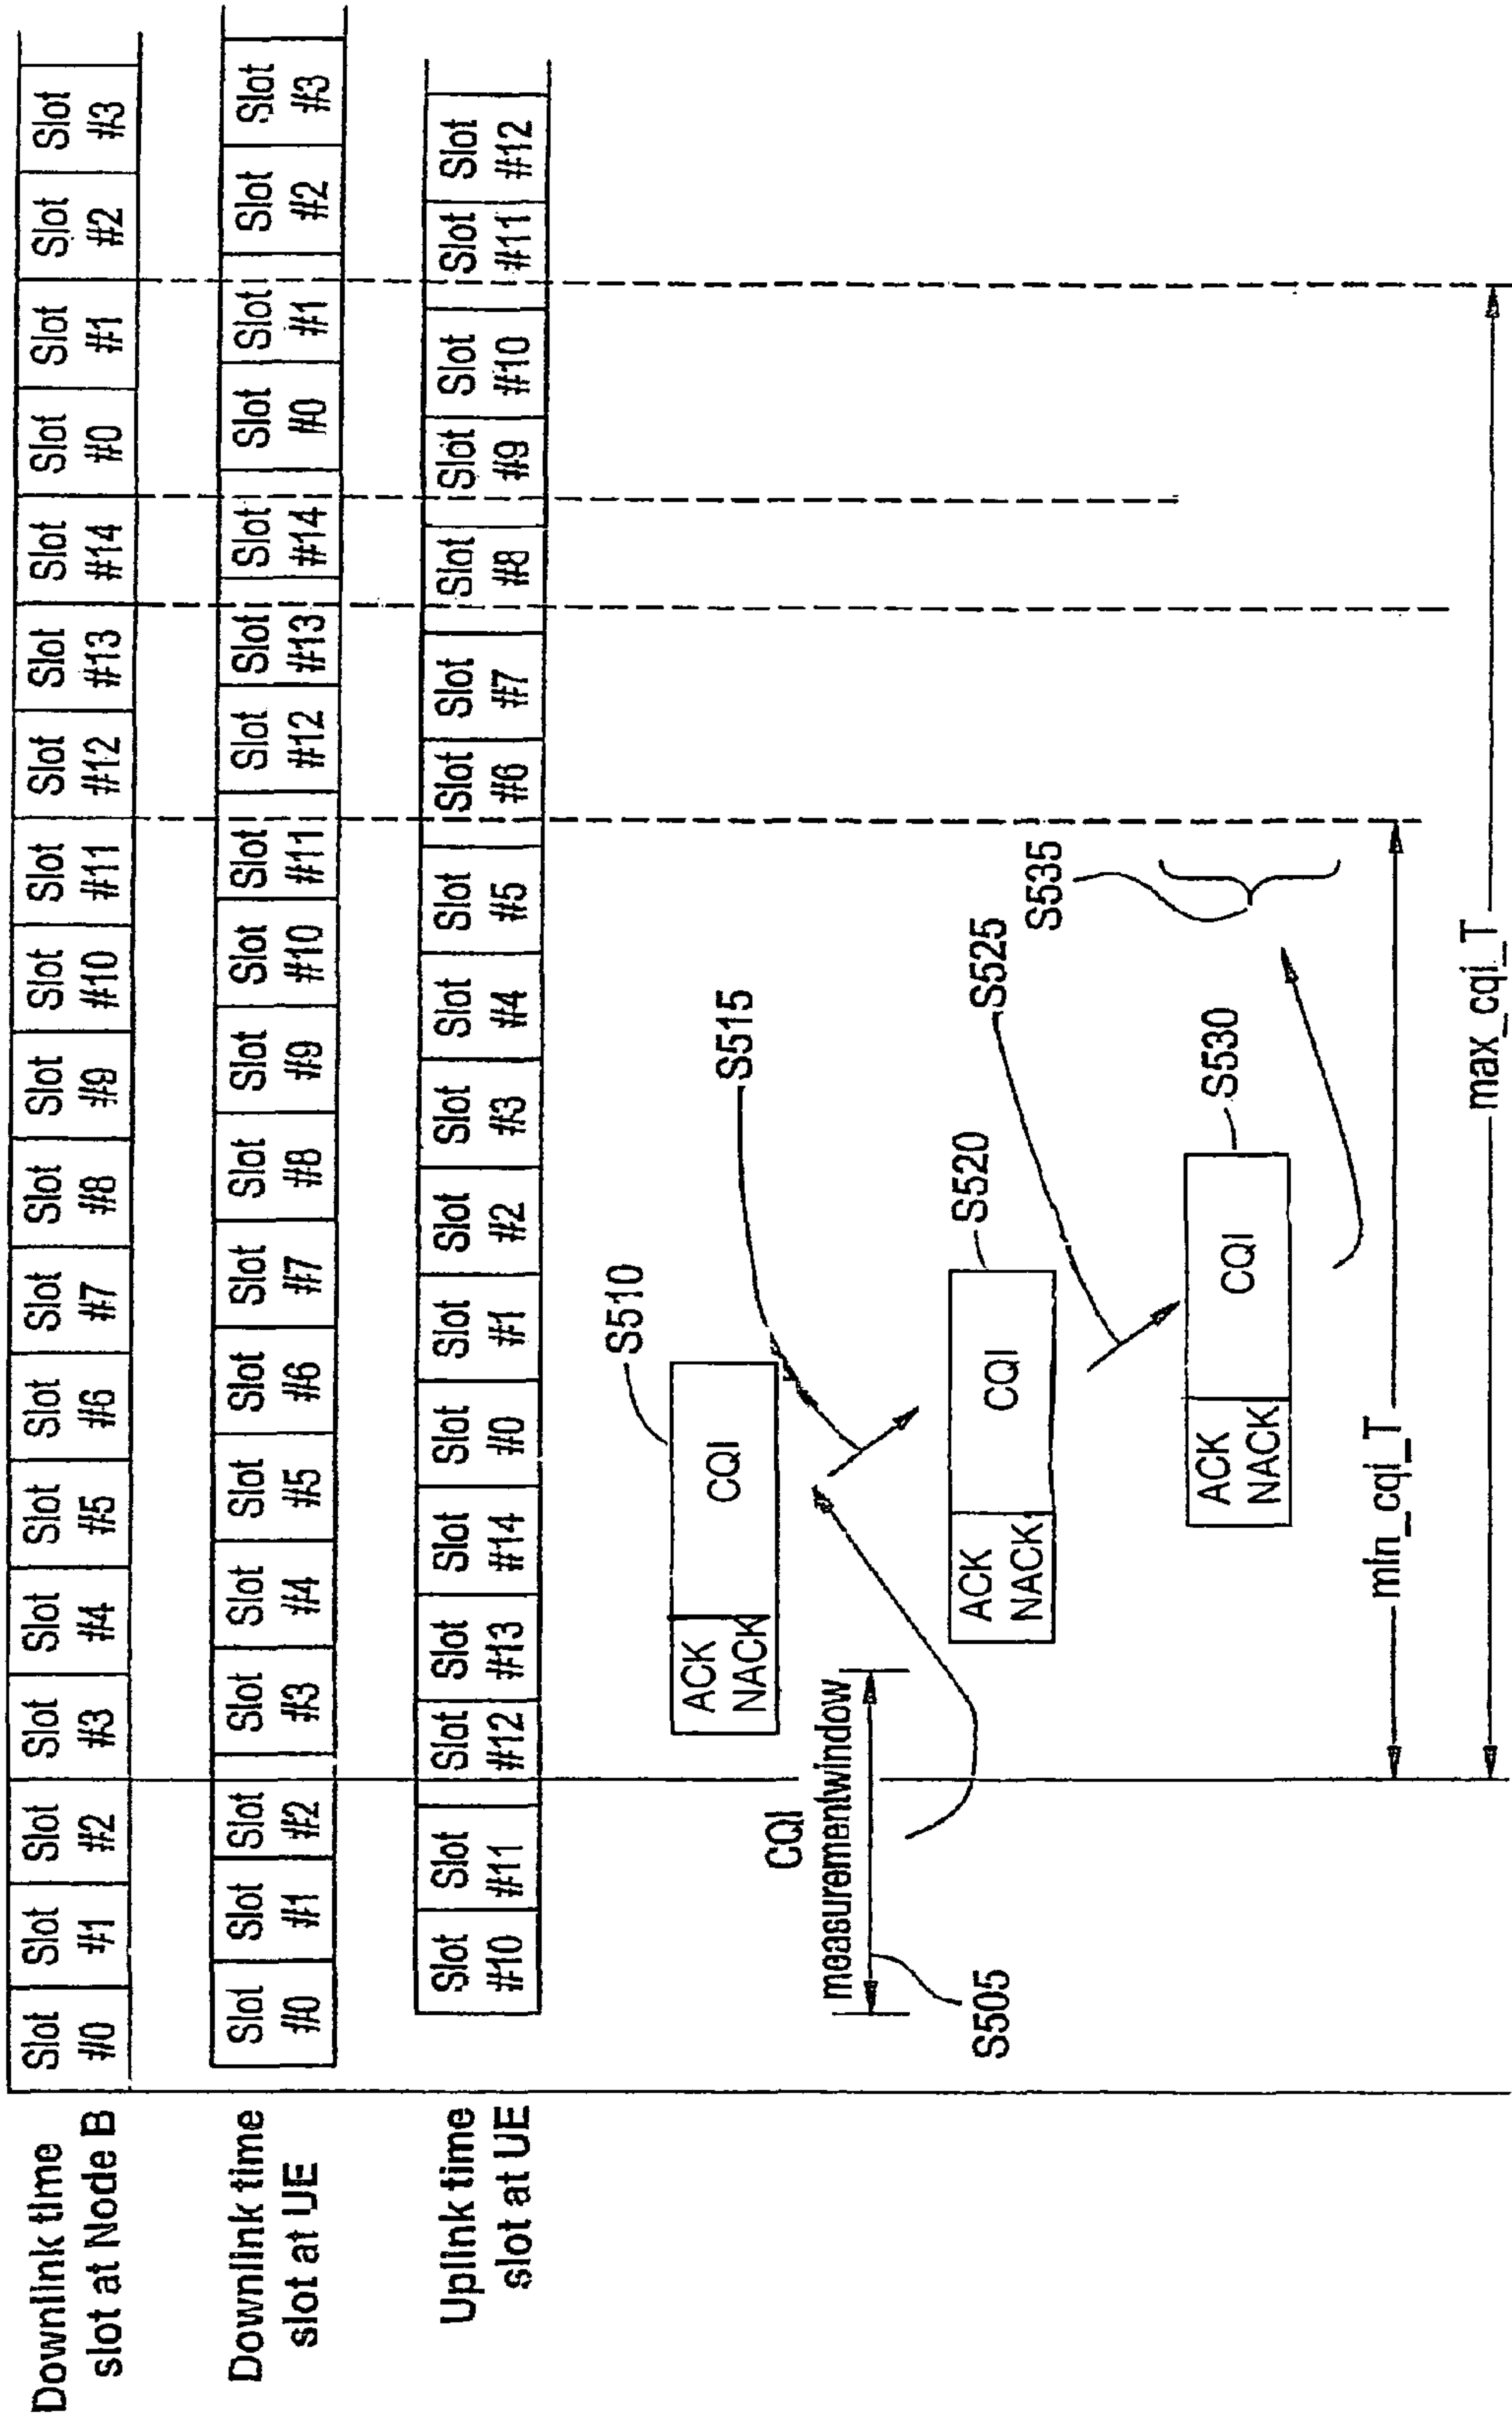 Downlink time
slot at Node B
Slot #0
Slot #1
Slot #2
Slot #3
Slot #4
Slot #5
Slot #6
Slot #7
Slot #8
Slot #9
Slot #10
Slot #11
Slot #12
Slot #13
Slot #14
Slot #0
Slot #1
Slot #2
Slot #3
Downlink time
slot at UE
Slot #0
Slot #1
Slot #2
Slot #3
Slot #4
Slot #5
Slot #6
Slot #7
Slot #8
Slot #9
Slot #10
Slot #11
Slot #12
Slot #13
Slot #14
Slot #0
Slot #1
Slot #2
Slot #3
Uplink time
slot at UE
Slot #10
Slot #11
Slot #12
Slot #13
Slot #14
Slot #0
Slot #1
Slot #2
Slot #3
Slot #4
Slot #5
Slot #6
Slot #7
Slot #8
Slot #9
Slot #10
Slot #11
Slot #12
S510
ACK
NACK
CQI
S515
CQI
measurementwindow
S505
S520
ACK
NACK
CQI
S525
S535
S530
ACK
NACK
CQI
min_cqi_T
max_cqi_T